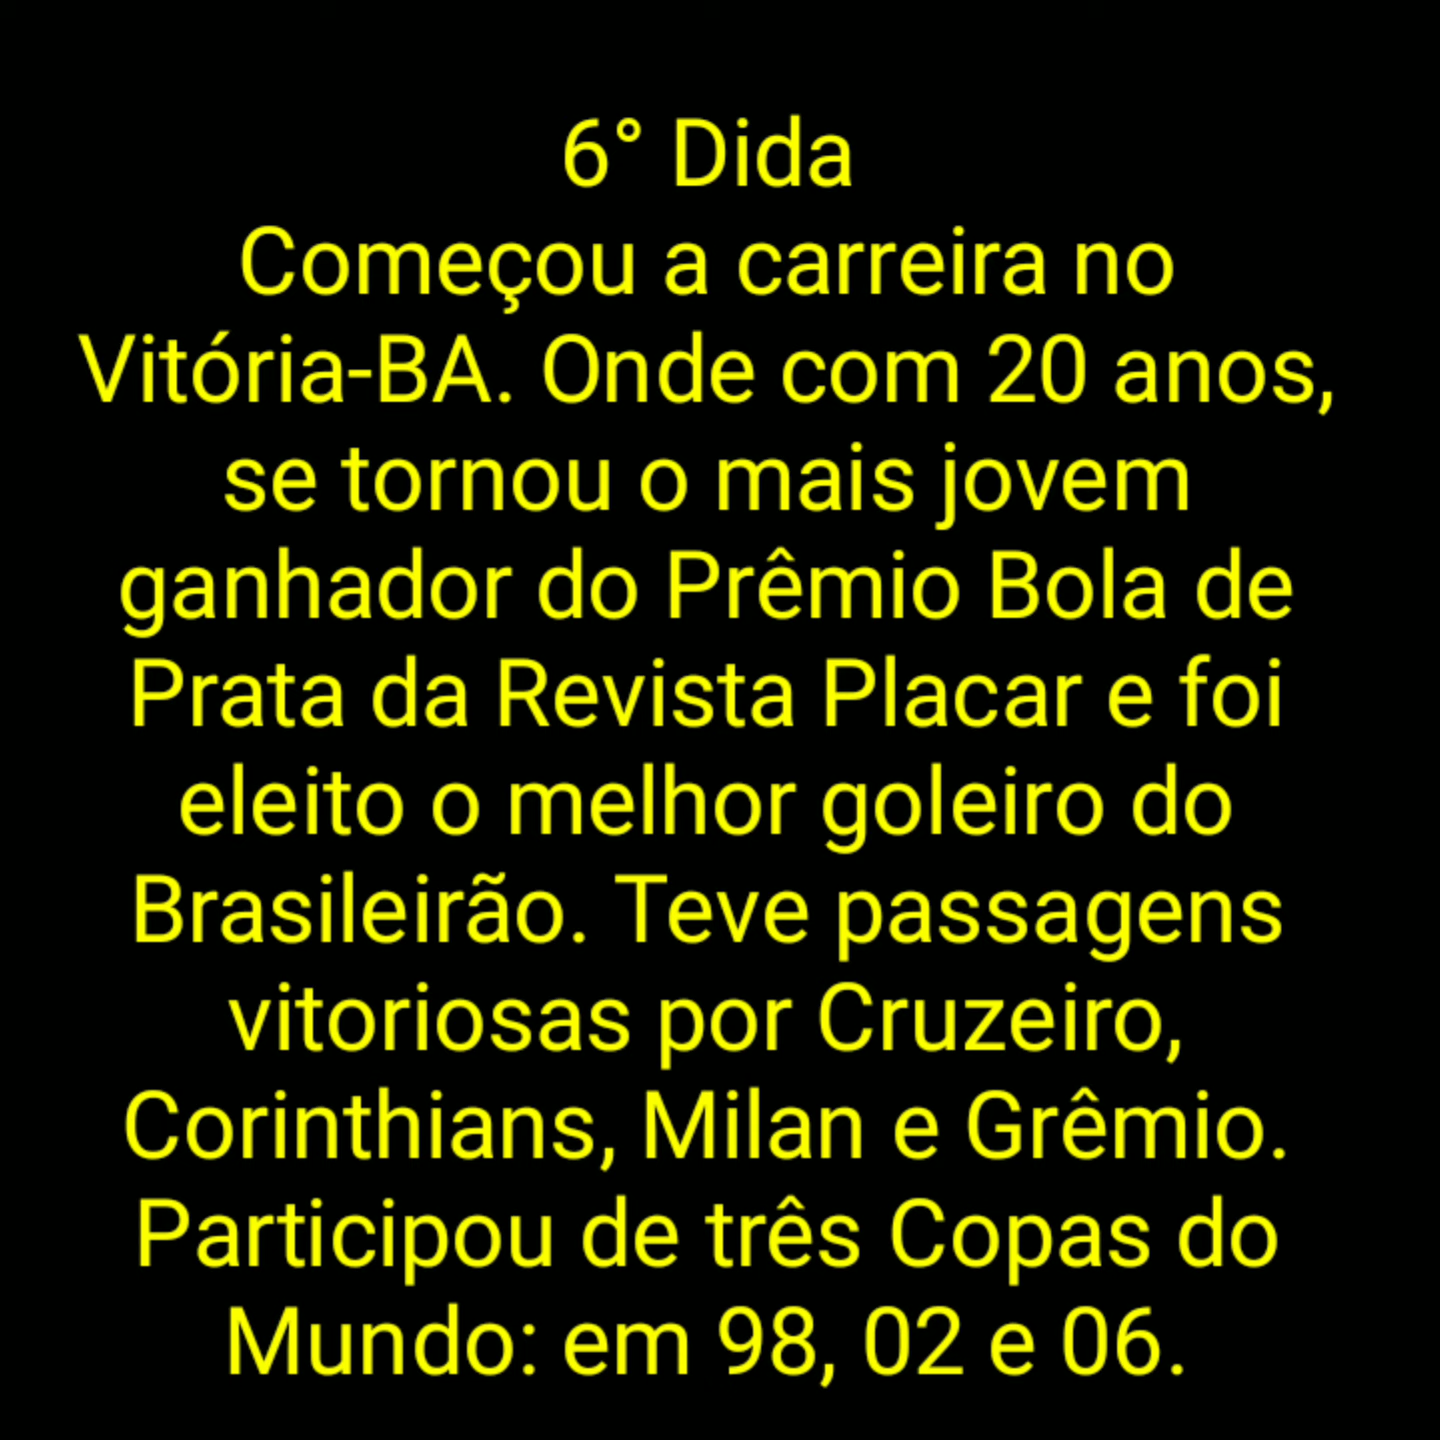 6° Dida
Começou a carreira no
Vitória-BA. Onde com 20 anos,
se tornou o mais jovem
ganhador do Prêmio Bola de
Prata da Revista Placar e foi
eleito o melhor goleiro do
Brasileirão. Teve passagens
vitoriosas por Cruzeiro,
Corinthians, Milan e Grêmio.
Participou de três Copas do
Mundo: em 98, 02 e 06.